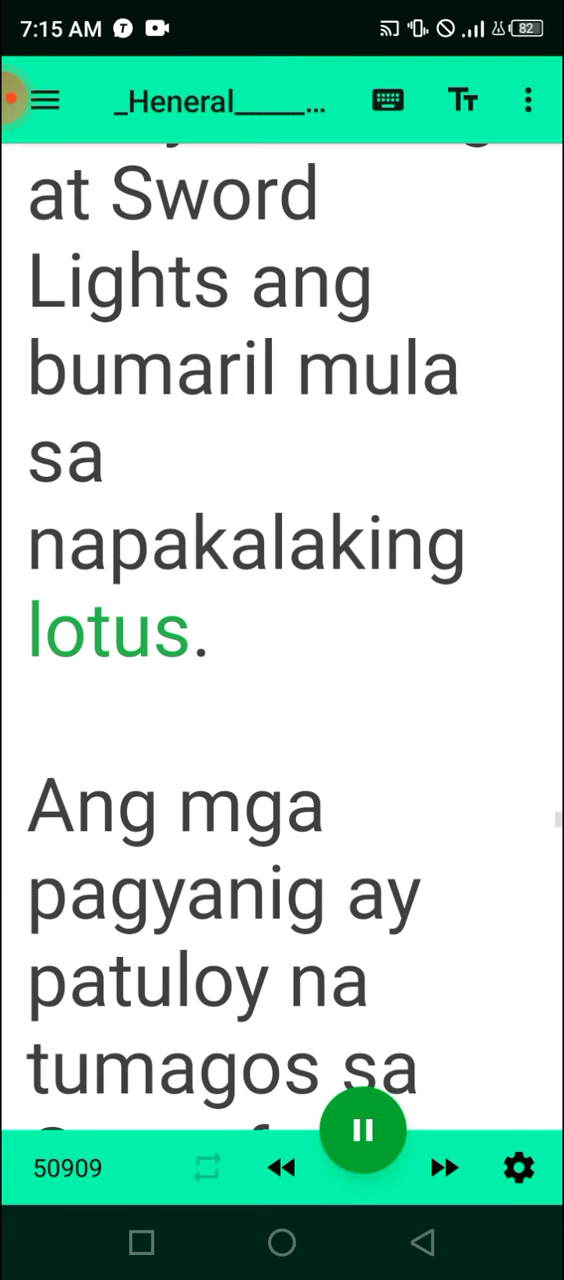 7:15 AM
82
_Heneral_____...
at Sword
Lights ang
bumaril mula
sa
napakalaking
lotus.
Ang mga
pagyanig ay
patuloy na
tumagos sa
50909